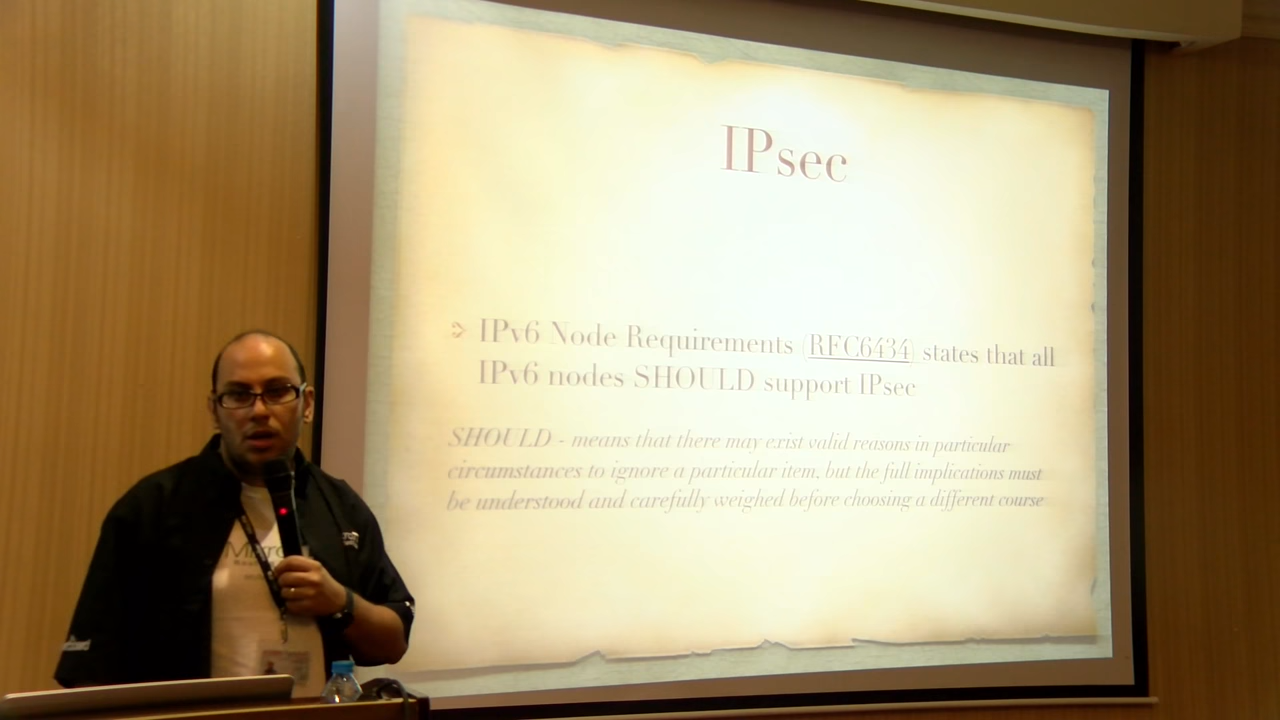 IPsec
IPv6 Node Requirements (RFC6434) states that all
IPv6 nodes SHOULD support IPsec
SHOULD - means that there may exist valid reasons in particular
circumstances to ignore a particular item, but the full implications must
be understood and carefully weighed before choosing a different course